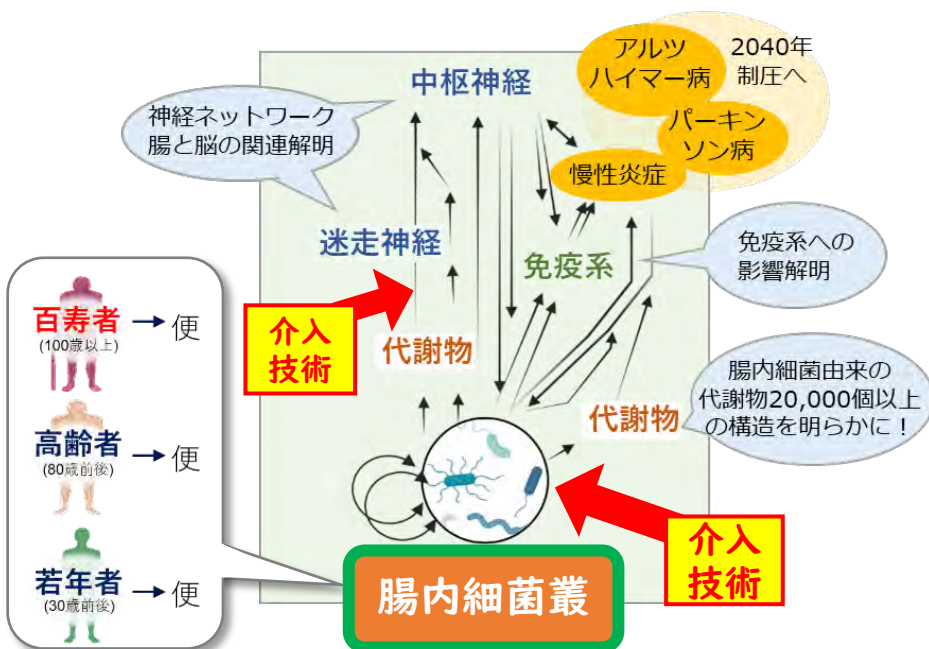 アルツ
ハイマー病
2040年
制圧へ
パーキン
ソン病
慢性炎症
中枢神経
神経ネットワーク
腸と脳の関連解明
迷走神経
免疫系
免疫系への
影響解明
介入
技術
代謝物
代謝物
腸内細菌由来の
代謝物20,000個以上
の構造を明らかに！
百寿者
(100歳以上)
便
高齢者
(80歳前後)
便
若年者
(30歳前後)
便
介入
技術
腸内細菌叢